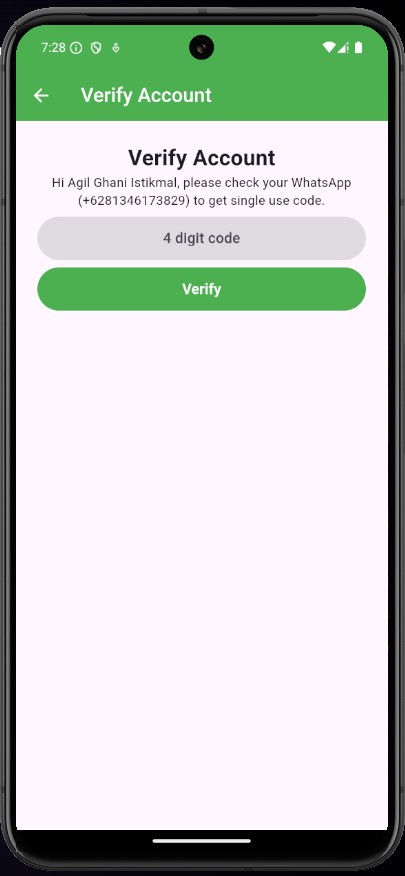 7:28
Verify Account
Verify Account
Hi Agil Ghani Istikmal, please check your WhatsApp
(+6281346173829) to get single use code.
4 digit code
Verify